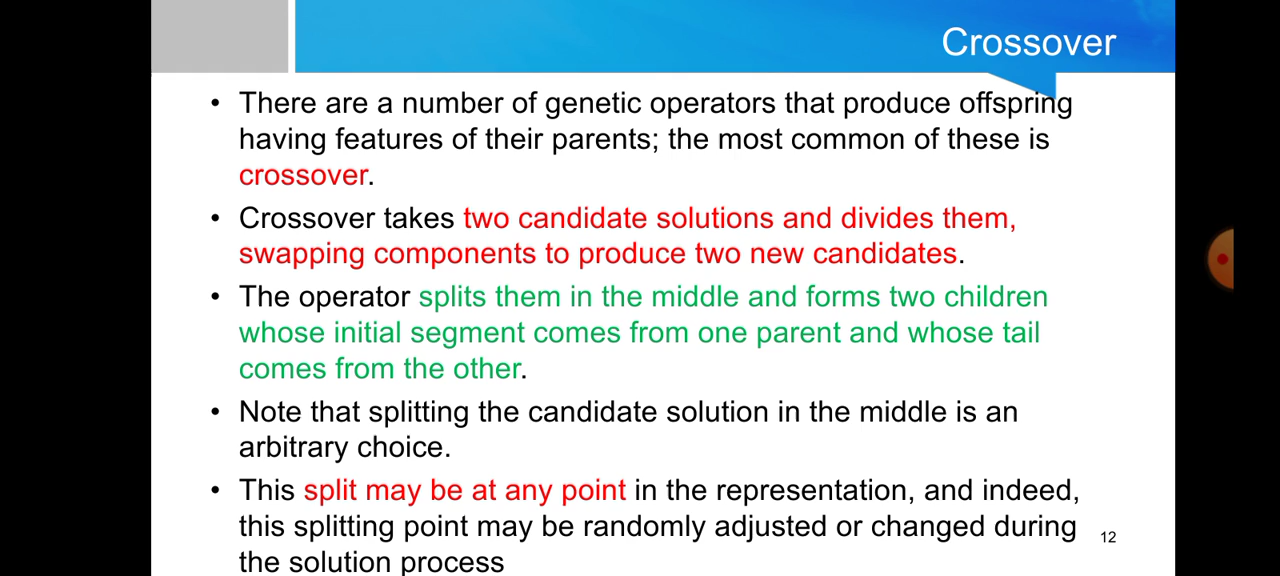 Crossover
• There are a number of genetic operators that produce offspring
having features of their parents; the most common of these is
crossover.
• Crossover takes two candidate solutions and divides them,
swapping components to produce two new candidates.
• The operator splits them in the middle and forms two children
whose initial segment comes from one parent and whose tail
comes from the other.
• Note that splitting the candidate solution in the middle is an
arbitrary choice.
• This split may be at any point in the representation, and indeed,
this splitting point may be randomly adjusted or changed during
the solution process
12